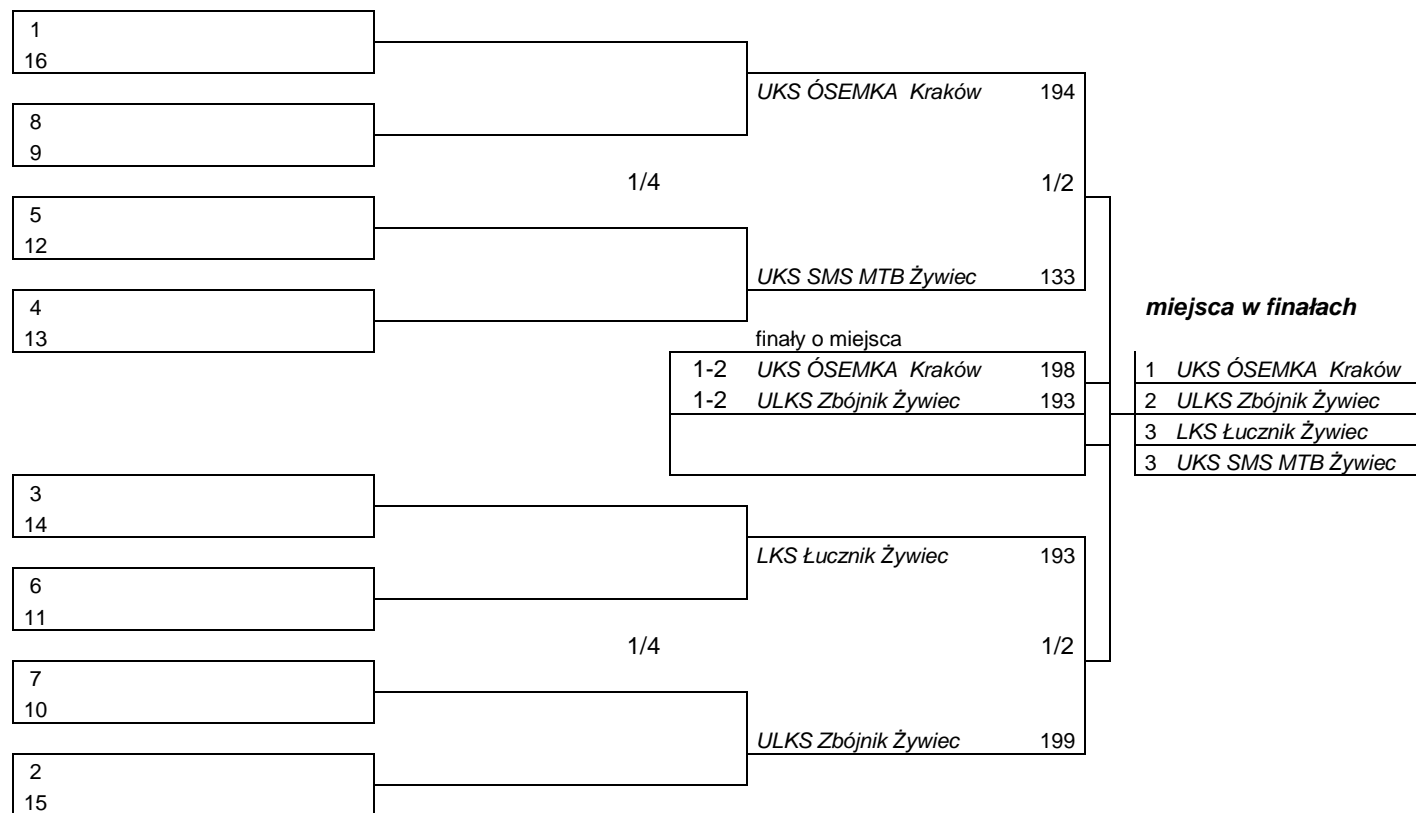 1
16
UKS ÓSEMKA Kraków 194
8
9
1/4 1/2
5
12
UKS SMS MTB Żywiec 133
4
13
miejsca w finałach
finały o miejsca
1-2 UKS ÓSEMKA Kraków 198
1 UKS ÓSEMKA Kraków
1-2 ULKS Zbójnik Żywiec 193
2 ULKS Zbójnik Żywiec
3 LKS Łucznik Żywiec
3 UKS SMS MTB Żywiec
3
14
LKS Łucznik Żywiec 193
6
11
1/4 1/2
7
10
ULKS Zbójnik Żywiec 199
2
15